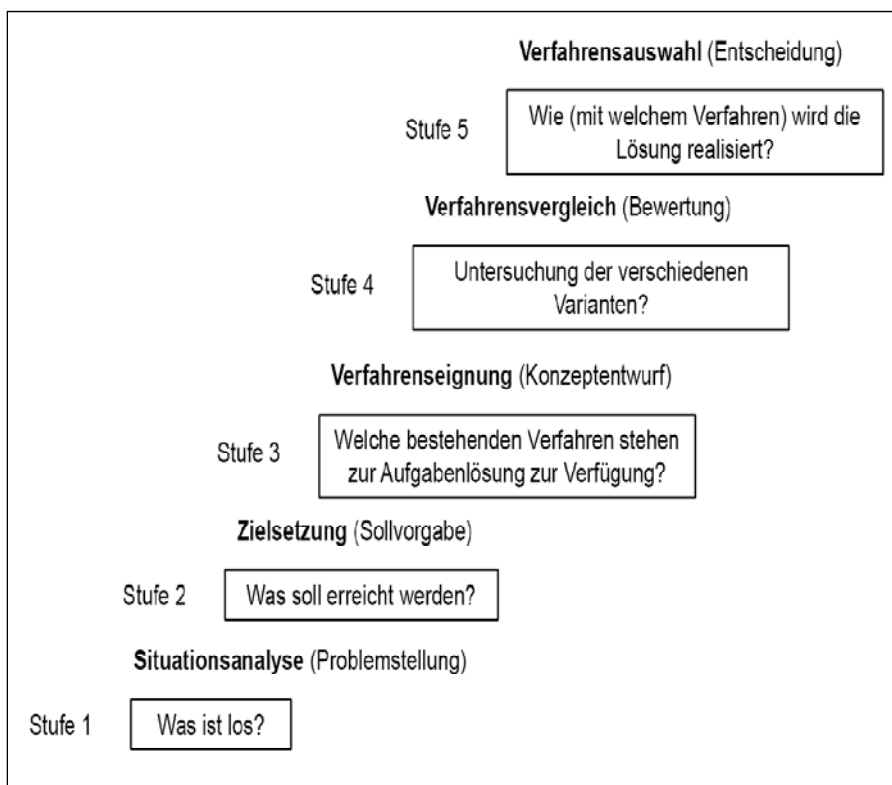 Verfahrensauswahl (Entscheidung)
Stufe 5
Wie (mit welchem Verfahren) wird die
Lösung realisiert?
Verfahrensvergleich (Bewertung)
Stufe 4
Untersuchung der verschiedenen
Varianten?
Verfahrenseignung (Konzeptentwurf)
Stufe 3
Welche bestehenden Verfahren stehen
zur Aufgabenlösung zur Verfügung?
Zielsetzung (Sollvorgabe)
Stufe 2
Was soll erreicht werden?
Situationsanalyse (Problemstellung)
Stufe 1
Was ist los?